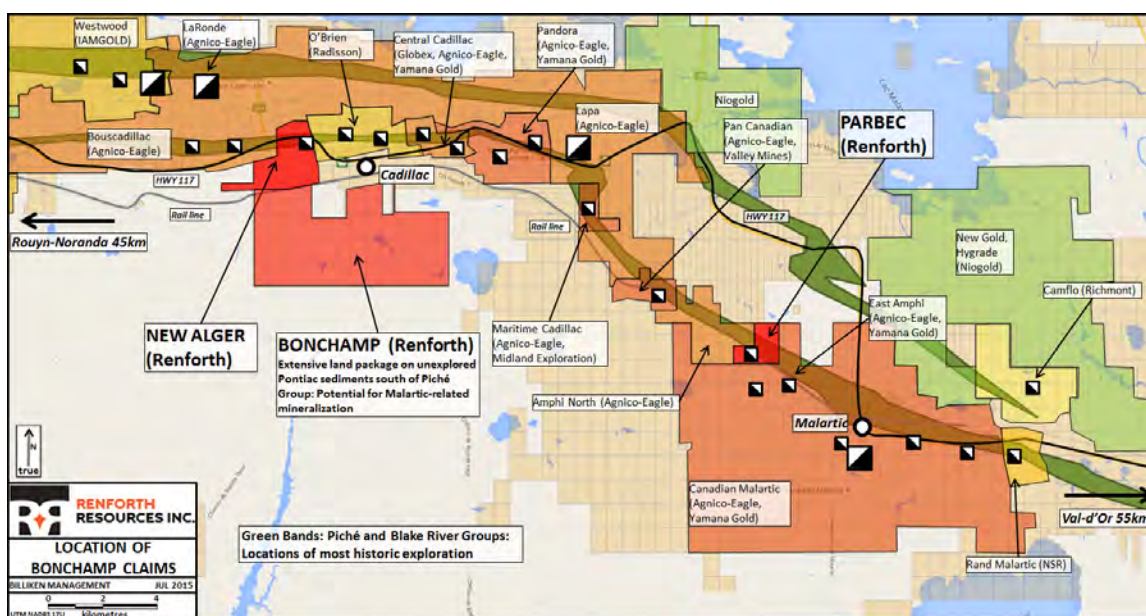 Westwood
(IAMGOLD)
LaRonde
(Agnico-Eagle)
O'Brien
(Radisson)
Central Cadillac
(Globex, Agnico-Eagle,
Yamana Gold)
Pandora
(Agnico-Eagle,
Yamana Gold)
Niogold
Lapa
(Agnico-Eagle)
Pan Canadian
(Agnico-Eagle,
Valley Mines)
PARBEC
(Renforth)
Bouscadillac
(Agnico-Eagle)
HWY 117
Cadillac
Rail line
Rouyn-Noranda 45km
Rail line
HWY 117
New Gold,
Hygrade
(Niogold)
Camflo (Richmont)
NEW ALGER
(Renforth)
BONCHAMP (Renforth)
Extensive land package on unexplored
Pontiac sediments south of Piché
Group: Potential for Malartic-related
mineralization
Maritime Cadillac
(Agnico-Eagle,
Midland Exploration)
East Amphi
(Agnico-Eagle,
Yamana Gold)
Amphi North (Agnico-Eagle)
Malartic
N
true
Canadian Malartic
(Agnico-Eagle,
Yamana Gold)
Val-d'Or 55km
Rand Malartic (NSR)
Green Bands: Piché and Blake River Groups:
Locations of most historic exploration
RENFORTH
RESOURCES INC.
LOCATION OF
BONCHAMP CLAIMS
BILLIKEN MANAGEMENT JUL 2015
0 2 4
kilometres
UTM NAD83 17U